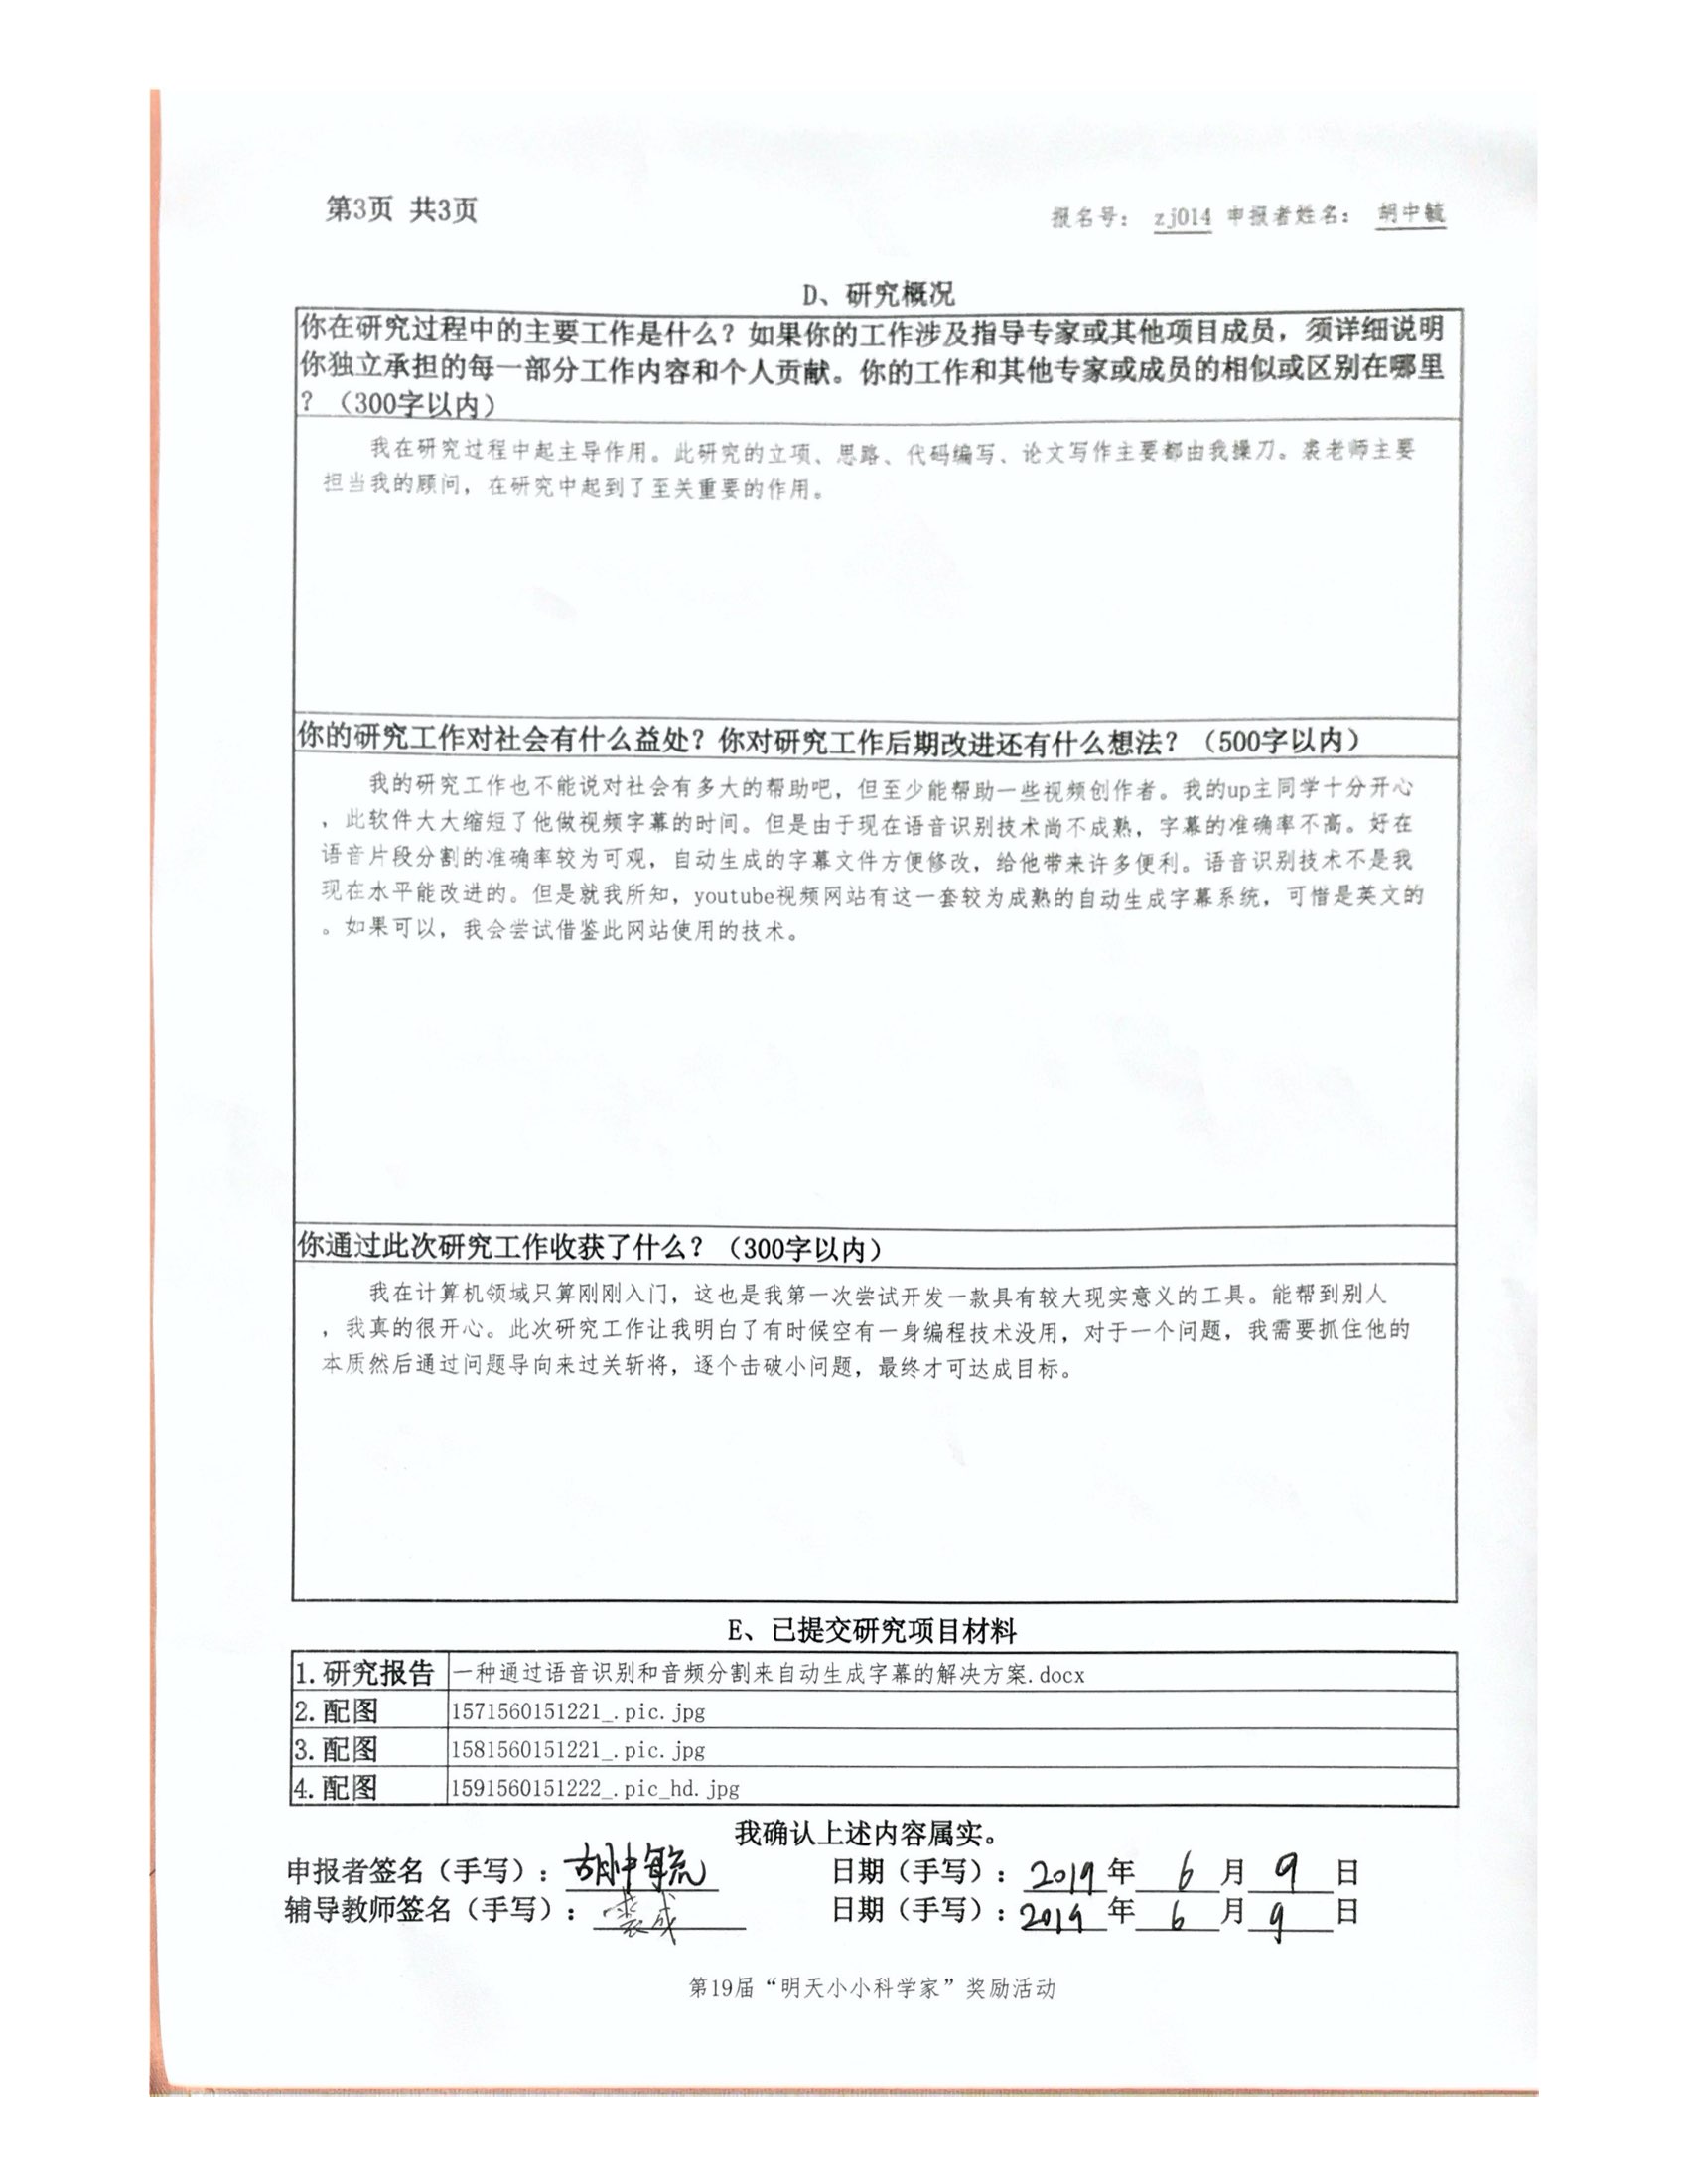 第3页 共3页
报名号： zj014 申报者姓名： 胡中毓
D、研究概况
你在研究过程中的主要工作是什么？如果你的工作涉及指导专家或其他项目成员，须详细说明
你独立承担的每一部分工作内容和个人贡献。你的工作和其他专家或成员的相似或区别在哪里
？（300字以内）
我在研究过程中起主导作用。此研究的立项、思路、代码编写、论文写作主要都由我操刀。裘老师主要
担当我的顾问，在研究中起到了至关重要的作用。
你的研究工作对社会有什么益处？你对研究工作后期改进还有什么想法？（500字以内）
我的研究工作也不能说对社会有多大的帮助吧，但至少能帮助一些视频创作者。我的up主同学十分开心
，此软件大大缩短了他做视频字幕的时间。但是由于现在语音识别技术尚不成熟，字幕的准确率不高。好在
语音片段分割的准确率较为可观，自动生成的字幕文件方便修改，给他带来许多便利。语音识别技术不是我
现在水平能改进的。但是就我所知，youtube视频网站有这一套较为成熟的自动生成字幕系统，可惜是英文的
。如果可以，我会尝试借鉴此网站使用的技术。
你通过此次研究工作收获了什么？（300字以内）
我在计算机领域只算刚刚入门，这也是我第一次尝试开发一款具有较大现实意义的工具。能帮到别人
，我真的很开心。此次研究工作让我明白了有时候空有一身编程技术没用，对于一个问题，我需要抓住他的
本质然后通过问题导向来过关斩将，逐个击破小问题，最终才可达成目标。
E、已提交研究项目材料
1.研究报告 一种通过语音识别和音频分割来自动生成字幕的解决方案.docx
2.配图 1571560151221_.pic.jpg
3.配图 1581560151221_.pic.jpg
4.配图 1591560151222_.pic_hd.jpg
我确认上述内容属实。
申报者签名（手写）：胡中毓 日期（手写）：2019年 6 月 9 日
辅导教师签名（手写）：裘成 日期（手写）：2019年 6 月 9 日
第19届“明天小小科学家”奖励活动